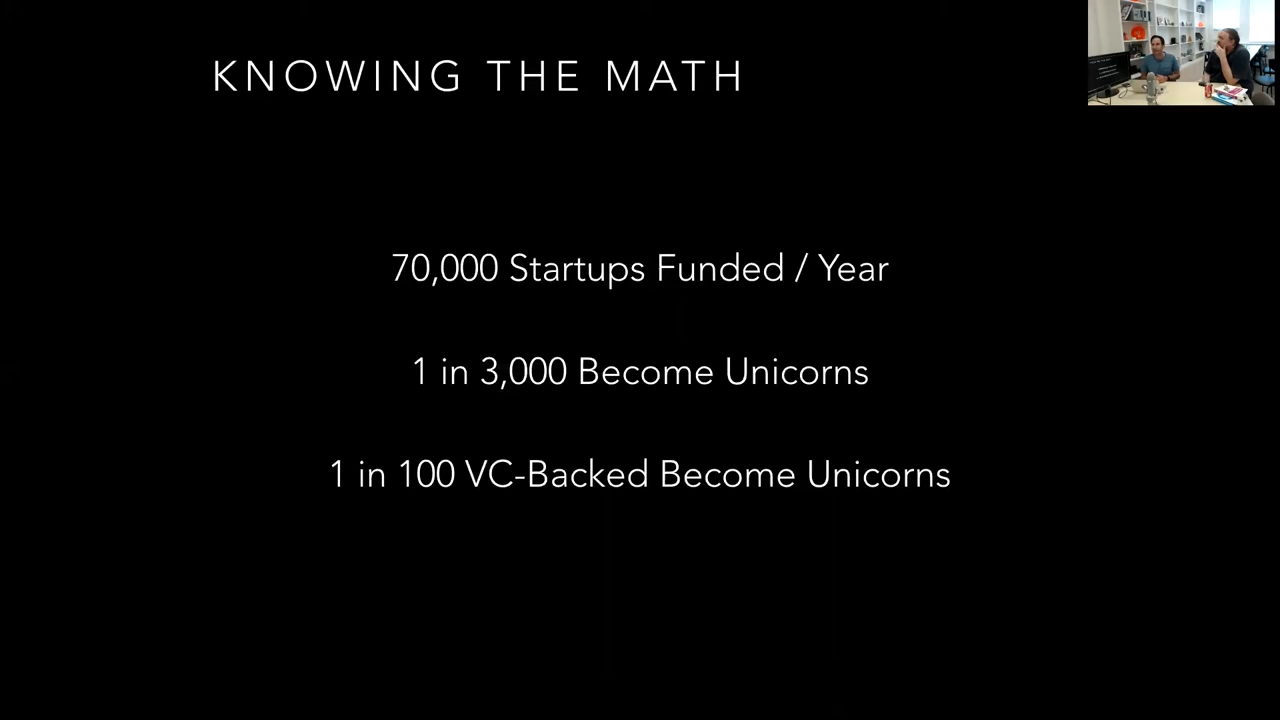 KNOWING THE MATH
70,000 Startups Funded / Year
1 in 3,000 Become Unicorns
1 in 100 VC-Backed Become Unicorns